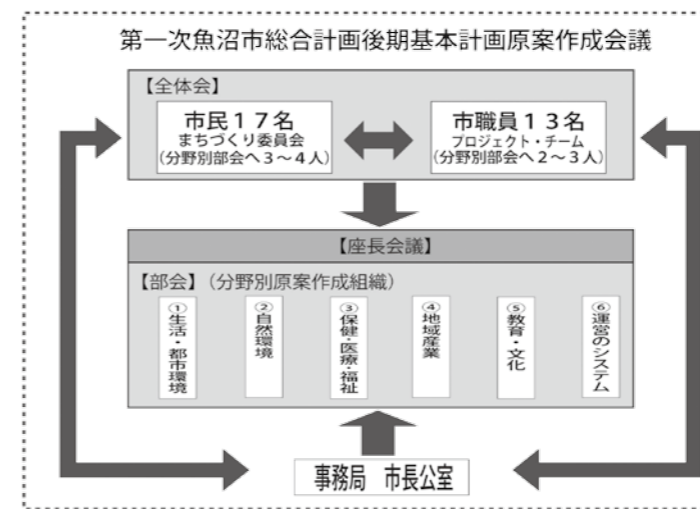 第一次魚沼市総合計画後期基本計画原案作成会議
【全体会】
市民１７名
まちづくり委員会
(分野別部会へ３～４人)
市職員１３名
プロジェクト・チーム
(分野別部会へ２～３人)
【座長会議】
【部会】（分野別原案作成組織）
①生活・都市環境
②自然環境
③保健・医療・福祉
④地域産業
⑤教育・文化
⑥運営のシステム
事務局　市長公室